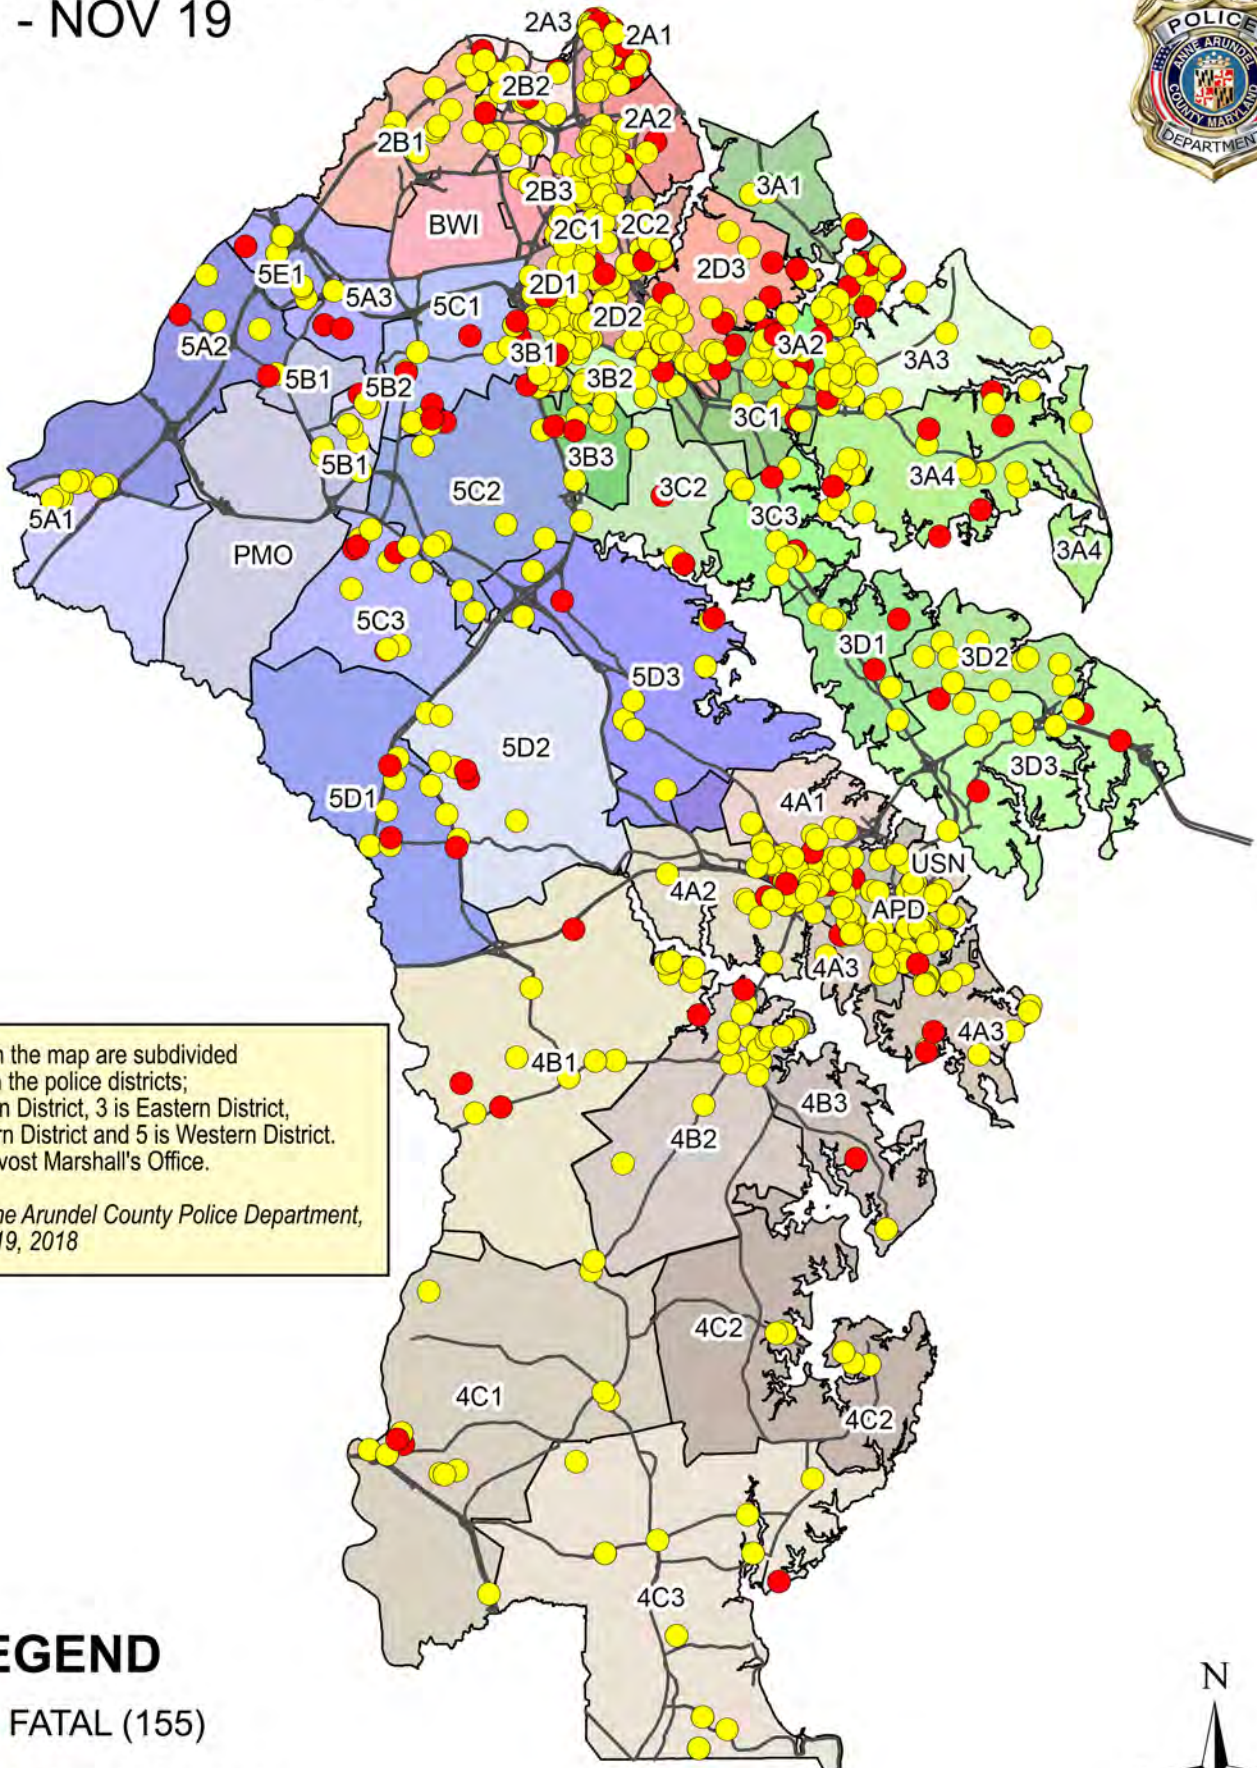 - NOV 19
POLICE
ANNE ARUNDEL
COUNTY MARYLAND
DEPARTMENT
2A3
2A1
2B2
2A2
2B1
3A1
2B3
BWI
2C1
2C2
2D3
5E1
2D1
5A3
5C1
2D2
5A2
3B1
3A2
3A3
5B1
5B2
3B2
3C1
3B3
5B1
3A4
5C2
3C2
5A1
3C3
PMO
3A4
5C3
3D1
3D2
5D3
5D2
3D3
5D1
4A1
USN
4A2
APD
4A3
4A3
4B1
4B3
4B2
n the map are subdivided
the police districts;
n District, 3 is Eastern District,
rn District and 5 is Western District.
vost Marshall's Office.
ne Arundel County Police Department,
19, 2018
4C2
4C1
4C2
4C3
EGEND
FATAL (155)
N